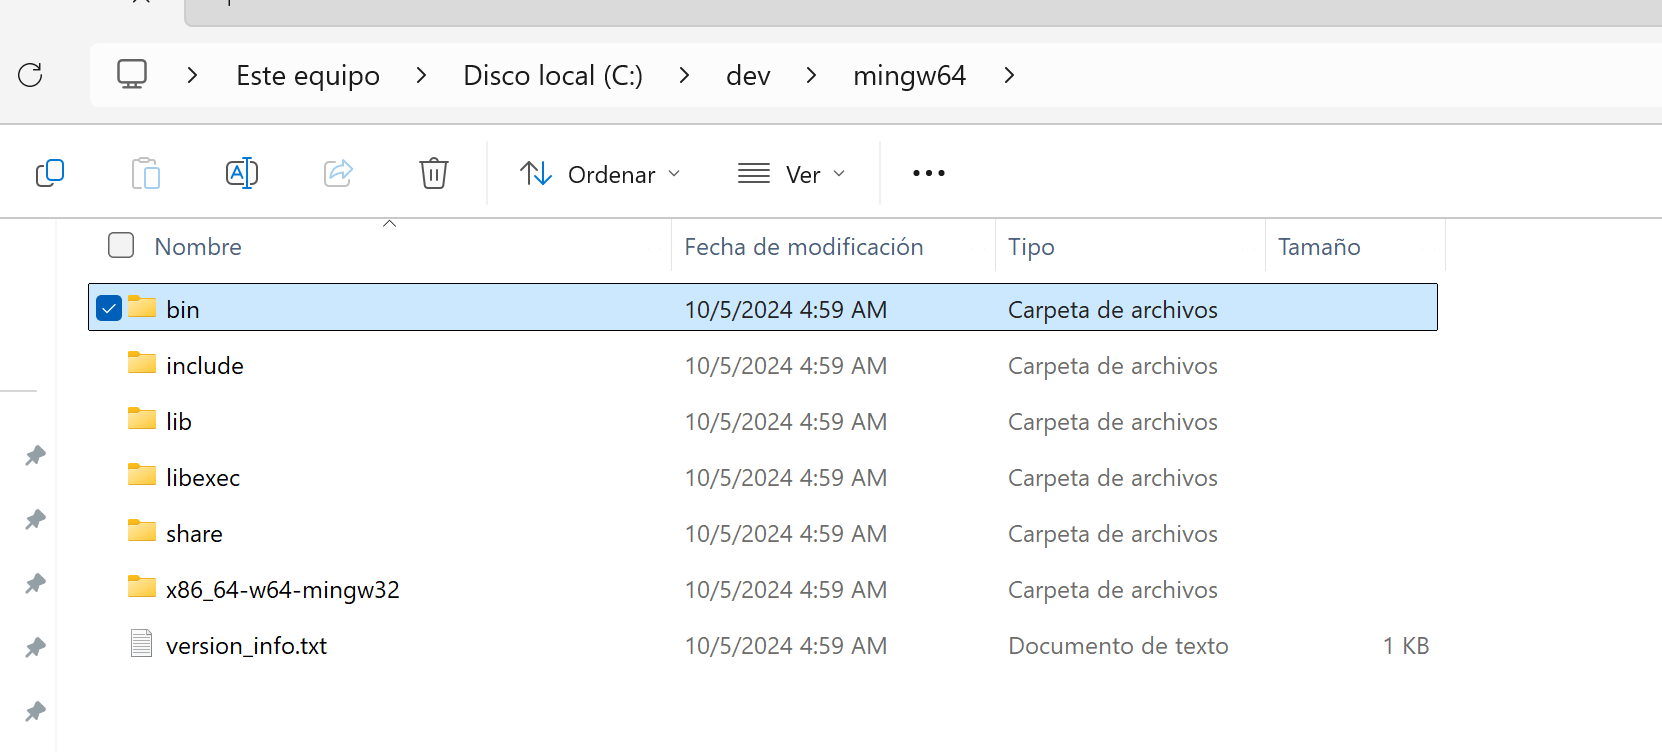 Este equipo > Disco local (C:) > dev > mingw64 >
Ordenar Ver
Nombre Fecha de modificación Tipo Tamaño
bin 10/5/2024 4:59 AM Carpeta de archivos
include 10/5/2024 4:59 AM Carpeta de archivos
lib 10/5/2024 4:59 AM Carpeta de archivos
libexec 10/5/2024 4:59 AM Carpeta de archivos
share 10/5/2024 4:59 AM Carpeta de archivos
x86_64-w64-mingw32 10/5/2024 4:59 AM Carpeta de archivos
version_info.txt 10/5/2024 4:59 AM Documento de texto 1 KB